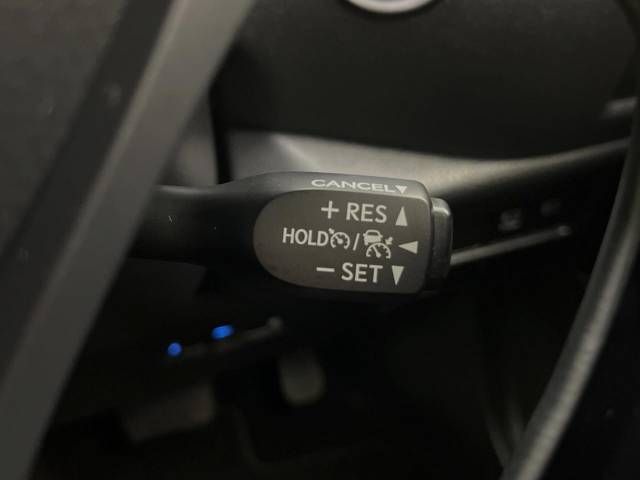 CANCEL▼
+ RES ▲
HOLD / ◀
− SET ▼